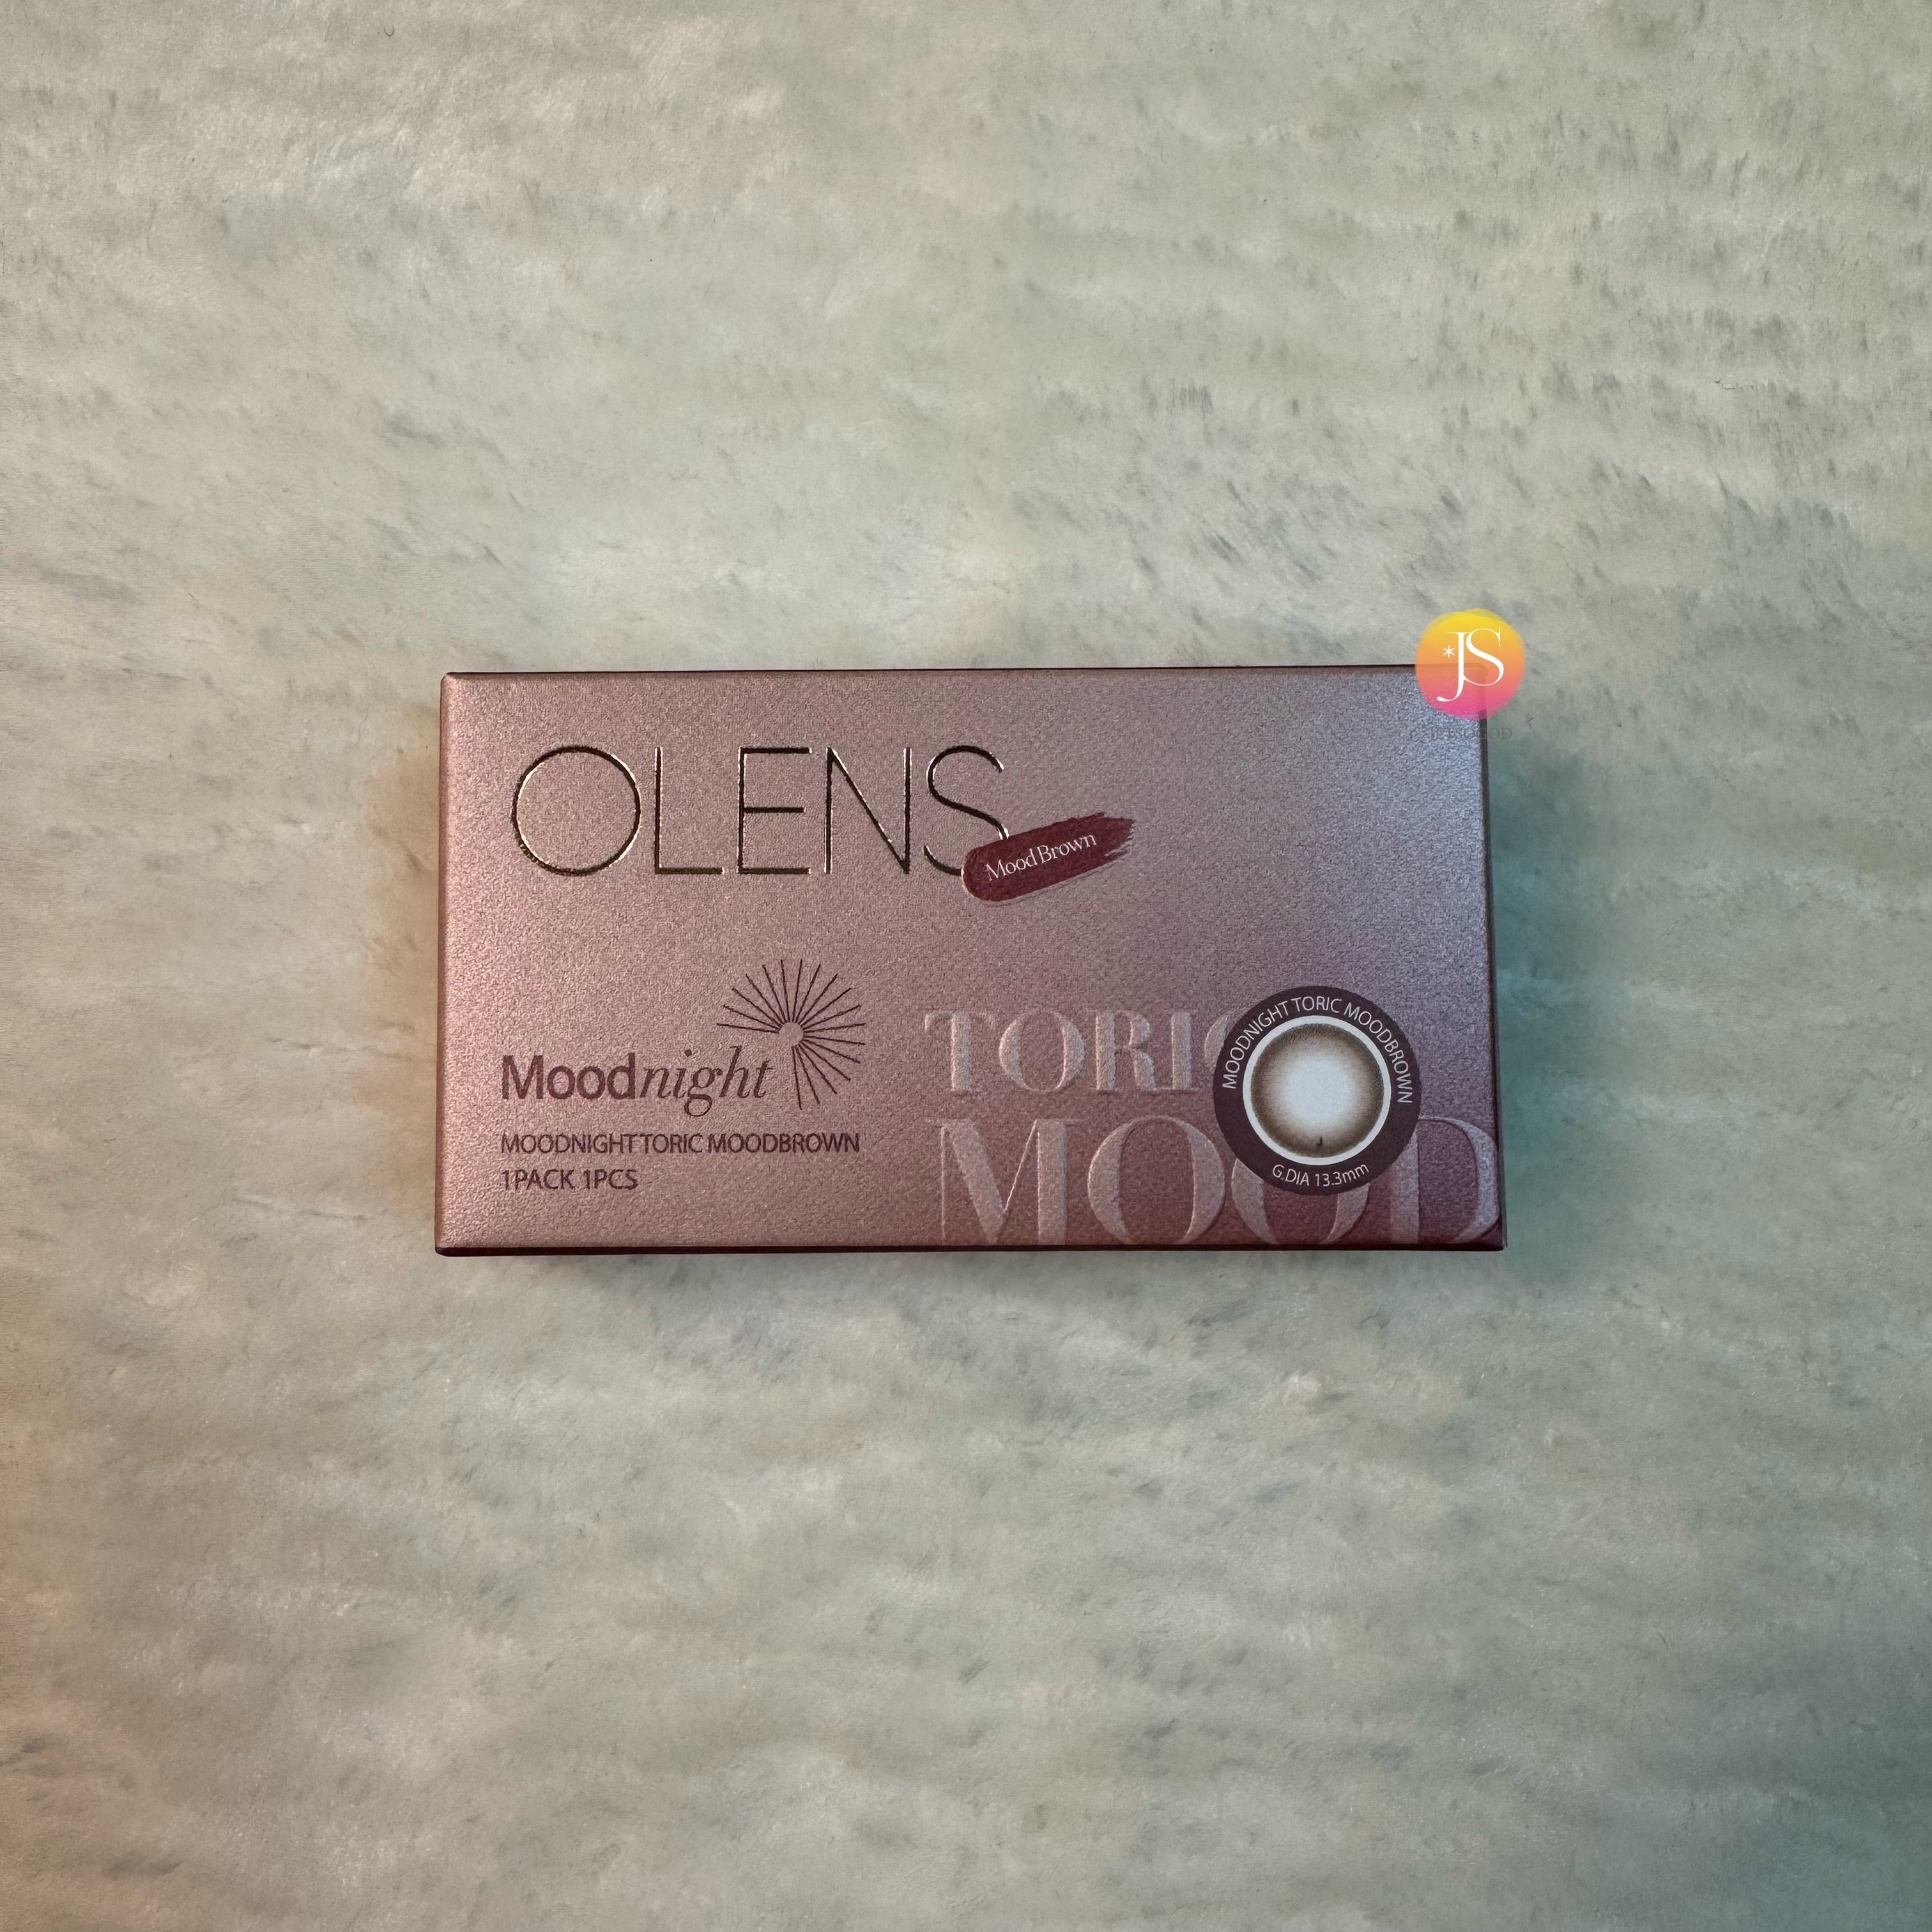 *JS
OLENS
Mood Brown
Moodnight
MOODNIGHT TORIC MOODBROWN
1PACK 1PCS
TORIC
MOOD
MOODNIGHT TORIC MOODBROWN
G.DIA 13.3mm